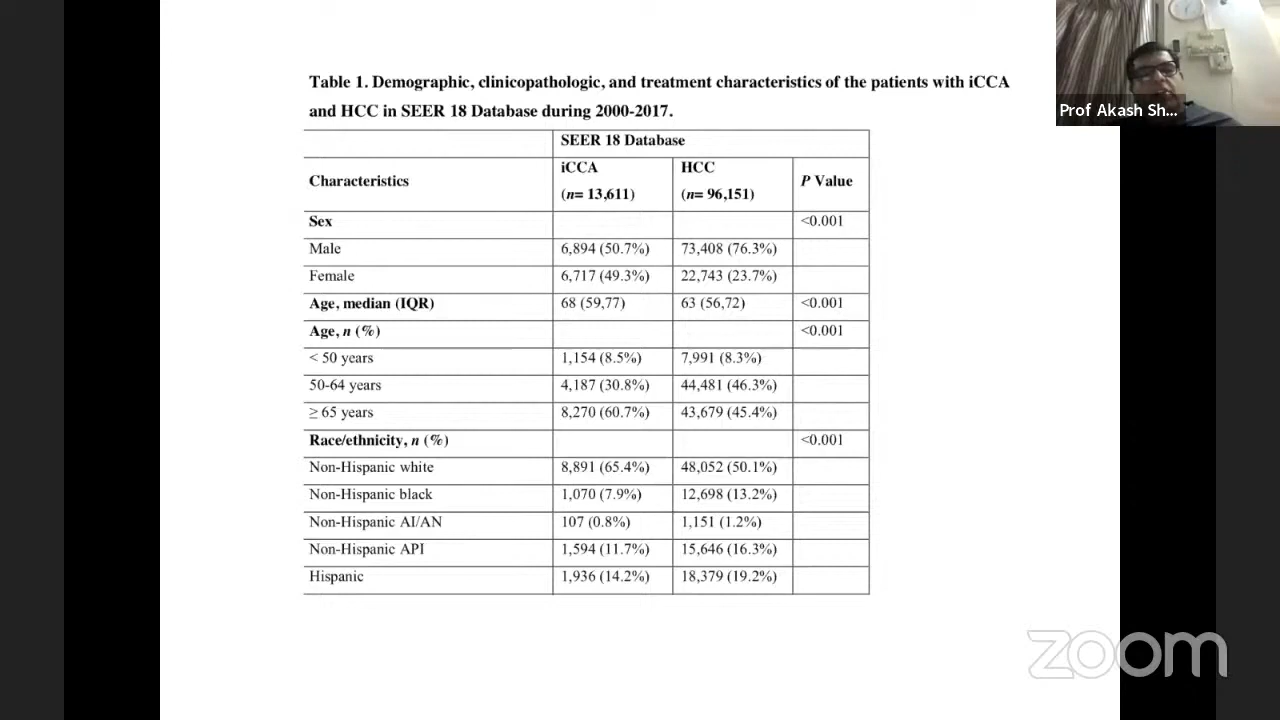 Table 1. Demographic, clinicopathologic, and treatment characteristics of the patients with iCCA
and HCC in SEER 18 Database during 2000-2017.
SEER 18 Database
Characteristics
iCCA
(n= 13,611)
HCC
(n= 96,151)
P Value
Sex <0.001
Male 6,894 (50.7%) 73,408 (76.3%)
Female 6,717 (49.3%) 22,743 (23.7%)
Age, median (IQR) 68 (59,77) 63 (56,72) <0.001
Age, n (%) <0.001
< 50 years 1,154 (8.5%) 7,991 (8.3%)
50-64 years 4,187 (30.8%) 44,481 (46.3%)
≥ 65 years 8,270 (60.7%) 43,679 (45.4%)
Race/ethnicity, n (%) <0.001
Non-Hispanic white 8,891 (65.4%) 48,052 (50.1%)
Non-Hispanic black 1,070 (7.9%) 12,698 (13.2%)
Non-Hispanic AI/AN 107 (0.8%) 1,151 (1.2%)
Non-Hispanic API 1,594 (11.7%) 15,646 (16.3%)
Hispanic 1,936 (14.2%) 18,379 (19.2%)
Prof Akash Sh...
zoom